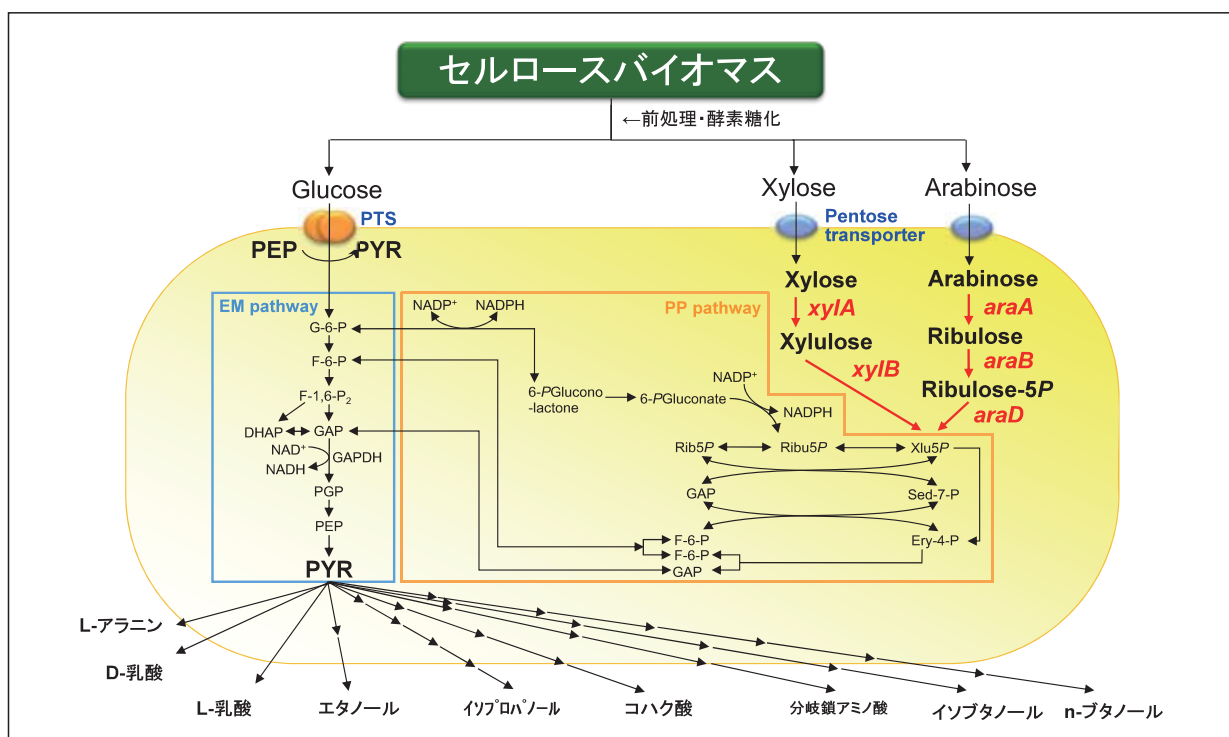 セルロースバイオマス
←前処理・酵素糖化
Glucose
Xylose
Arabinose
PTS
Pentose
transporter
PEP
PYR
Xylose
Arabinose
EM pathway
NADP+
NADPH
PP pathway
xylA
araA
G-6-P
Xylulose
Ribulose
F-6-P
xylB
araB
6-PGlucono
-lactone
6-PGluconate
NADP+
NADPH
Ribulose-5P
araD
F-1,6-P2
DHAP
GAP
NAD+
NADH
GAPDH
Rib5P
Ribu5P
Xlu5P
PGP
GAP
Sed-7-P
PEP
F-6-P
F-6-P
GAP
Ery-4-P
PYR
L-アラニン
D-乳酸
L-乳酸
エタノール
イソプロパノール
コハク酸
分岐鎖アミノ酸
イソブタノール
n-ブタノール